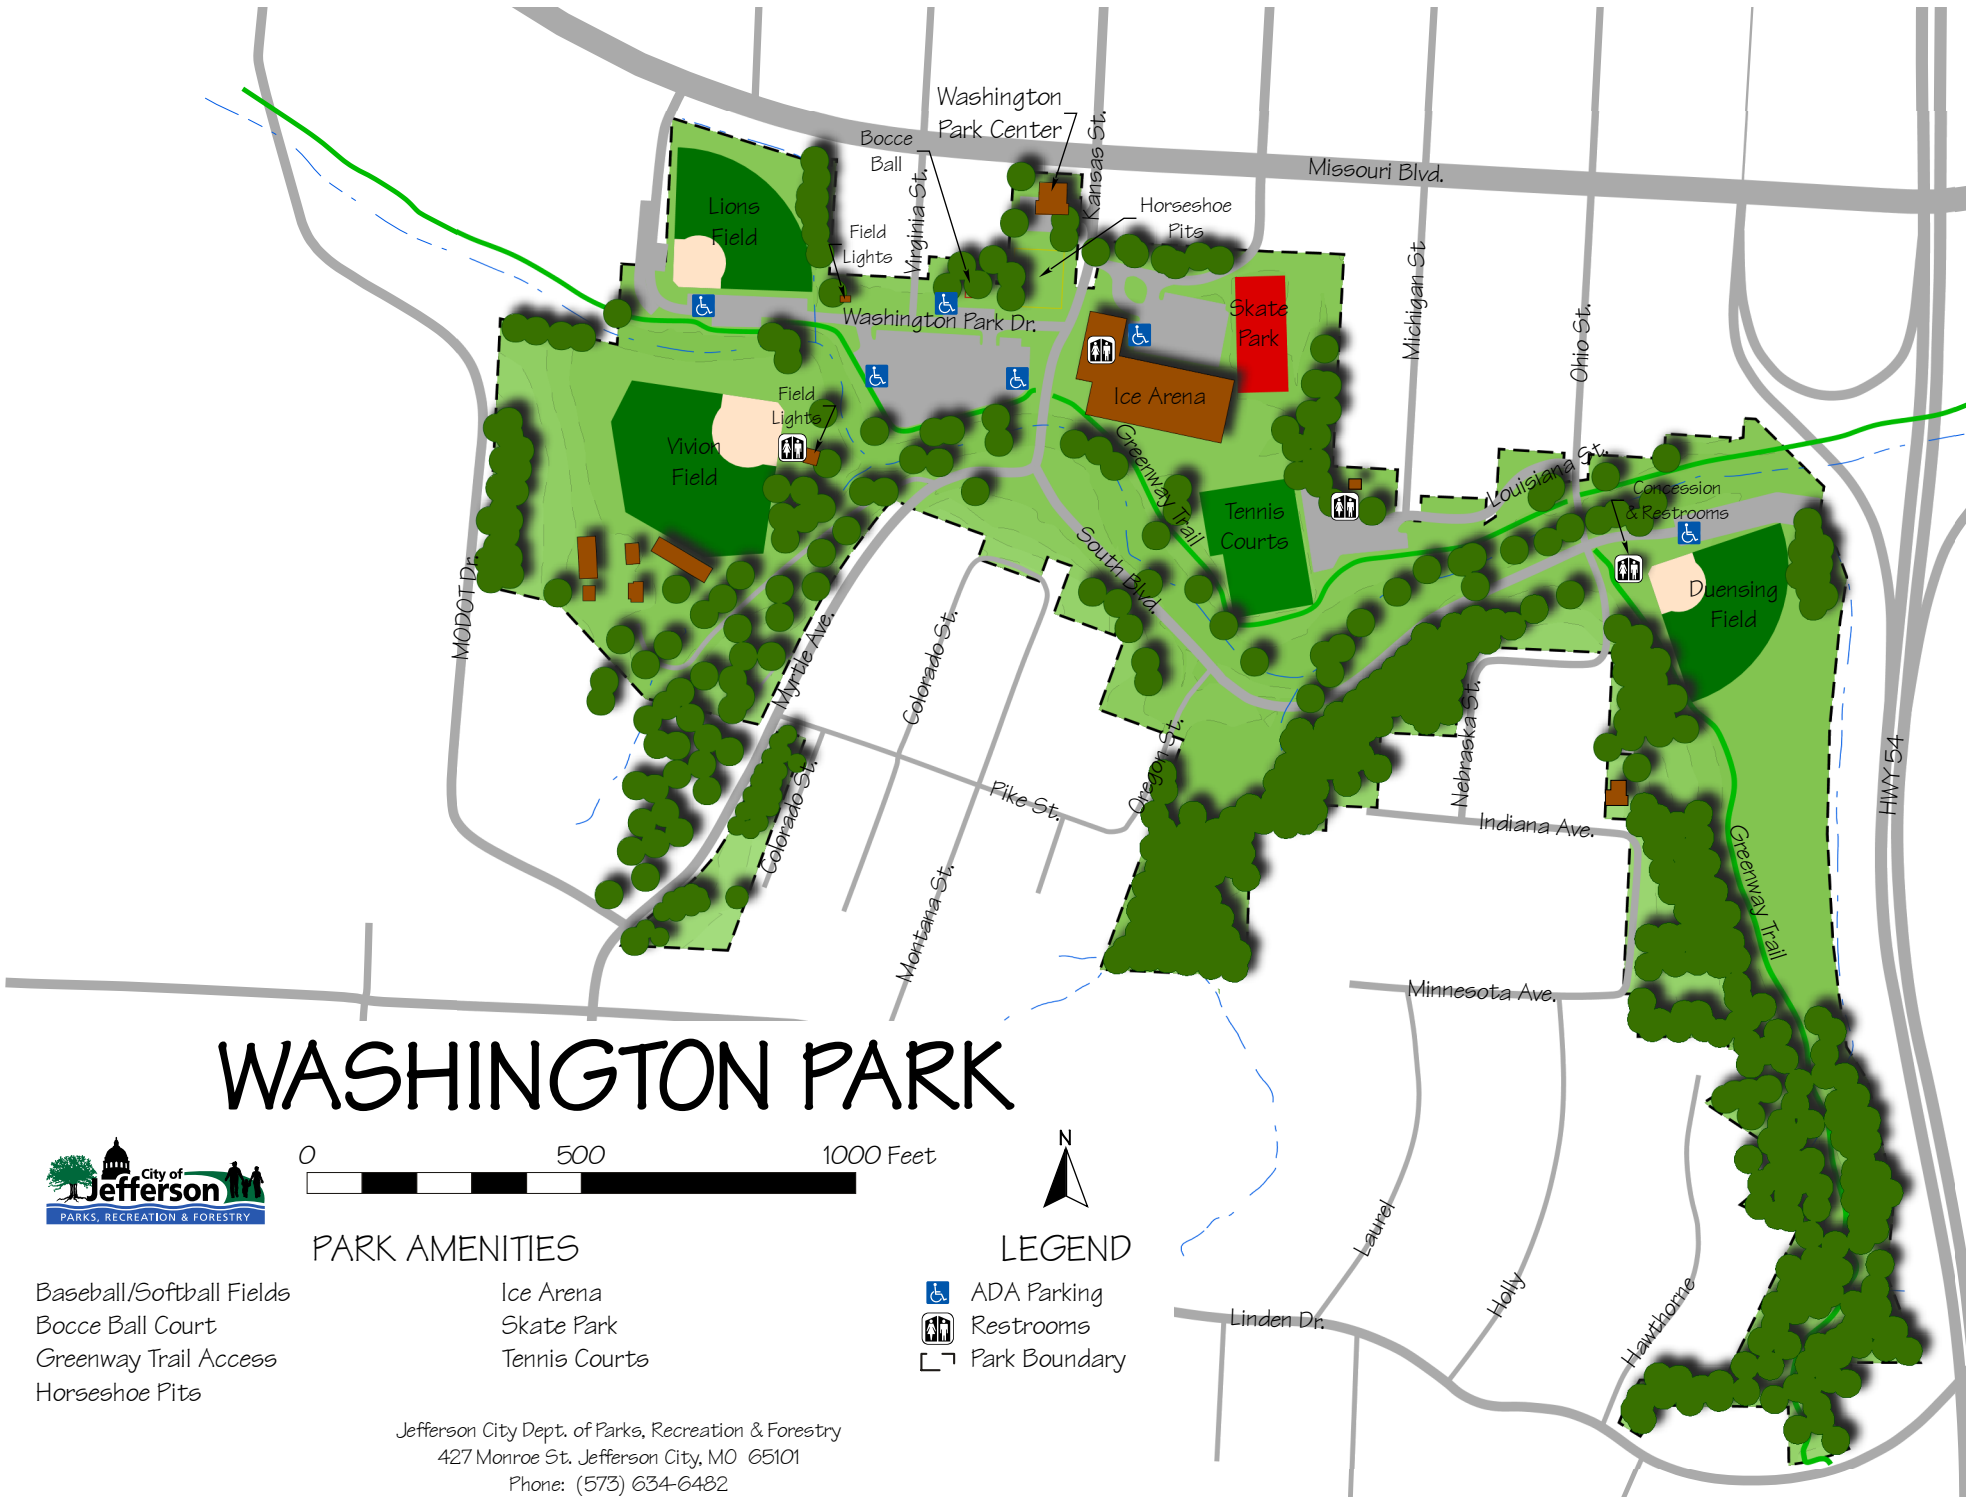 Washington
Park Center
Bocce
Ball
Kansas St.
Missouri Blvd.
Lions
Field
Field
Lights
Virginia St.
Horseshoe
Pits
Washington Park Dr.
Skate
Park
Michigan St
Ohio St.
Ice Arena
Field
Lights
Vivion
Field
Greenway Trail
Tennis
Courts
Louisiana St.
Concession
& Restrooms
Duensing
Field
MODOT Dr.
South Blvd.
Myrtle Ave.
Colorado St.
Oregon St.
Nebraska St.
HWY 54
Colorado St.
Pike St.
Indiana Ave.
Greenway Trail
Montana St.
Minnesota Ave.
WASHINGTON PARK
0 500 1000 Feet
N
City of
Jefferson
PARKS, RECREATION & FORESTRY
PARK AMENITIES
Baseball/Softball Fields
Bocce Ball Court
Greenway Trail Access
Horseshoe Pits
Ice Arena
Skate Park
Tennis Courts
LEGEND
ADA Parking
Restrooms
Park Boundary
Laurel
Holly
Hawthorne
Linden Dr.
Jefferson City Dept. of Parks, Recreation & Forestry
427 Monroe St. Jefferson City, MO 65101
Phone: (573) 634-6482